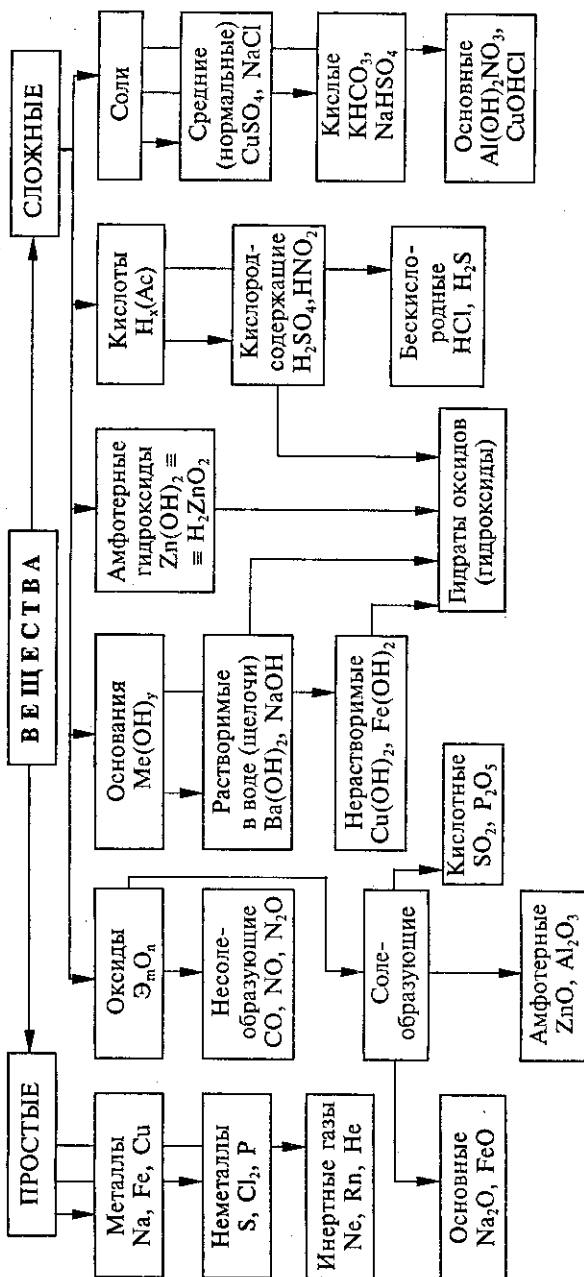 ВЕЩЕСТВА
ПРОСТЫЕ
СЛОЖНЫЕ
Металлы
Na, Fe, Cu
Неметаллы
S, Cl₂, P
Инертные газы
Ne, Rn, He
Оксиды
ЭₘOₙ
Несоле-
образующие
CO, NO, N₂O
Соле-
образующие
Основные
Na₂O, FeO
Амфотерные
ZnO, Al₂O₃
Кислотные
SO₂, P₂O₅
Основания
Me(OH)ᵧ
Растворимые
в воде (щелочи)
Ba(OH)₂, NaOH
Нерастворимые
Cu(OH)₂, Fe(OH)₂
Амфотерные
гидроксиды
Zn(OH)₂ ≡
≡ H₂ZnO₂
Гидраты оксидов
(гидроксиды)
Кислоты
Hₓ(Ac)
Кислород-
содержащие
H₂SO₄, HNO₂
Бескисло-
родные
HCl, H₂S
Соли
Средние
(нормальные)
CuSO₄, NaCl
Кислые
KHCO₃,
NaHSO₄
Основные
Al(OH)₂NO₃,
CuOHCl